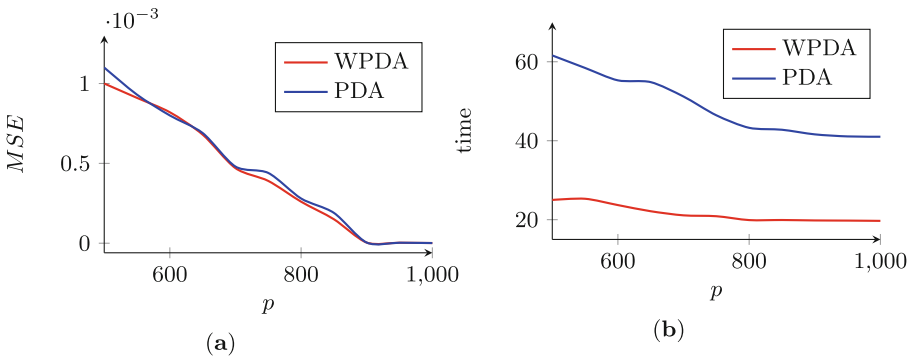 ·10⁻³
WPDA
PDA
1
0.5
0
MSE
600
800
1,000
p
(a)
WPDA
PDA
60
40
20
time
600
800
1,000
p
(b)